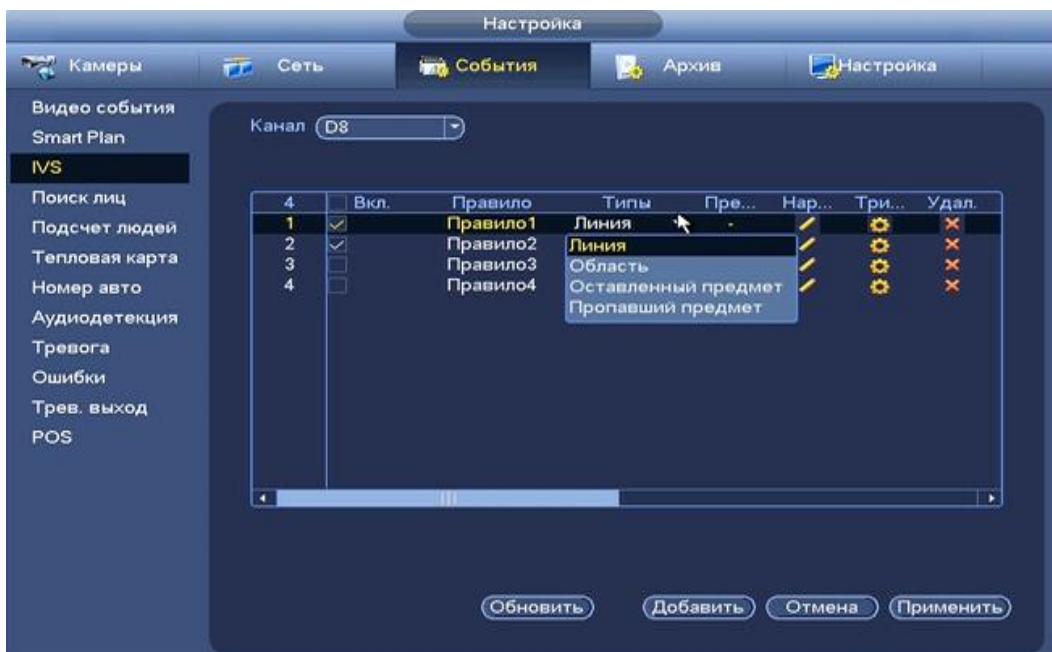 Настройка
Камеры Сеть События Архив Настройка
Видео события
Smart Plan
IVS
Поиск лиц
Подсчет людей
Тепловая карта
Номер авто
Аудиодетекция
Тревога
Ошибки
Трев. выход
POS
Канал D8
4 Вкл. Правило Типы Пре... Нар... Три... Удал.
1 Правило1 Линия -
2 Правило2
3 Правило3
4 Правило4
Линия
Область
Оставленный предмет
Пропавший предмет
Обновить Добавить Отмена Применить